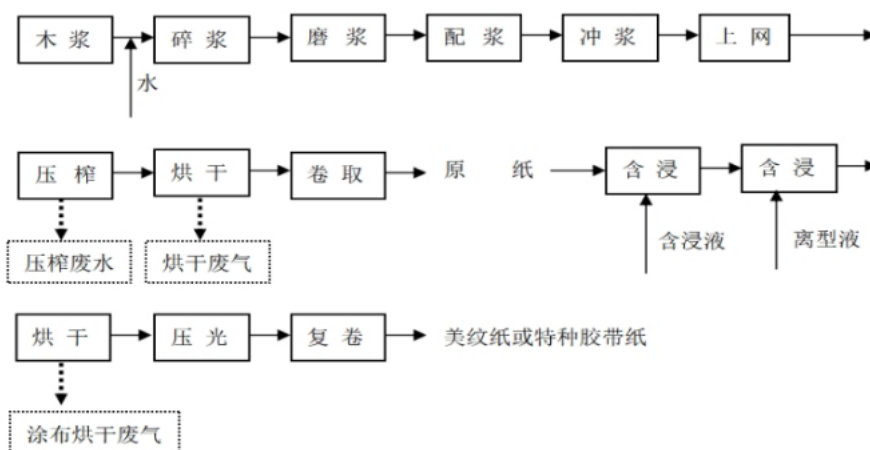 木 浆 碎 浆 磨 浆 配 浆 冲 浆 上 网
水
压 榨 烘 干 卷 取 原 纸 含 浸 含 浸
压榨废水 烘干废气 含浸液 离型液
烘 干 压 光 复 卷 美纹纸或特种胶带纸
涂布烘干废气